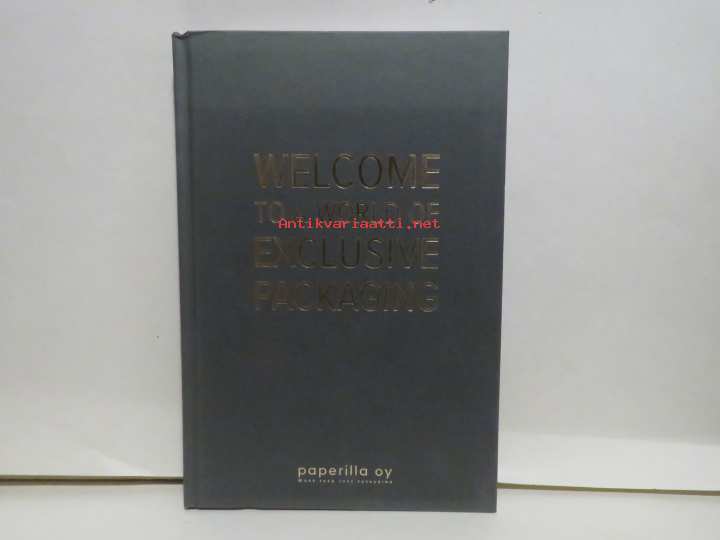 WELCOME
TO WORLD OF
Antikvariaatti.net
EXCLUSIVE
PACKAGING
paperilla oy